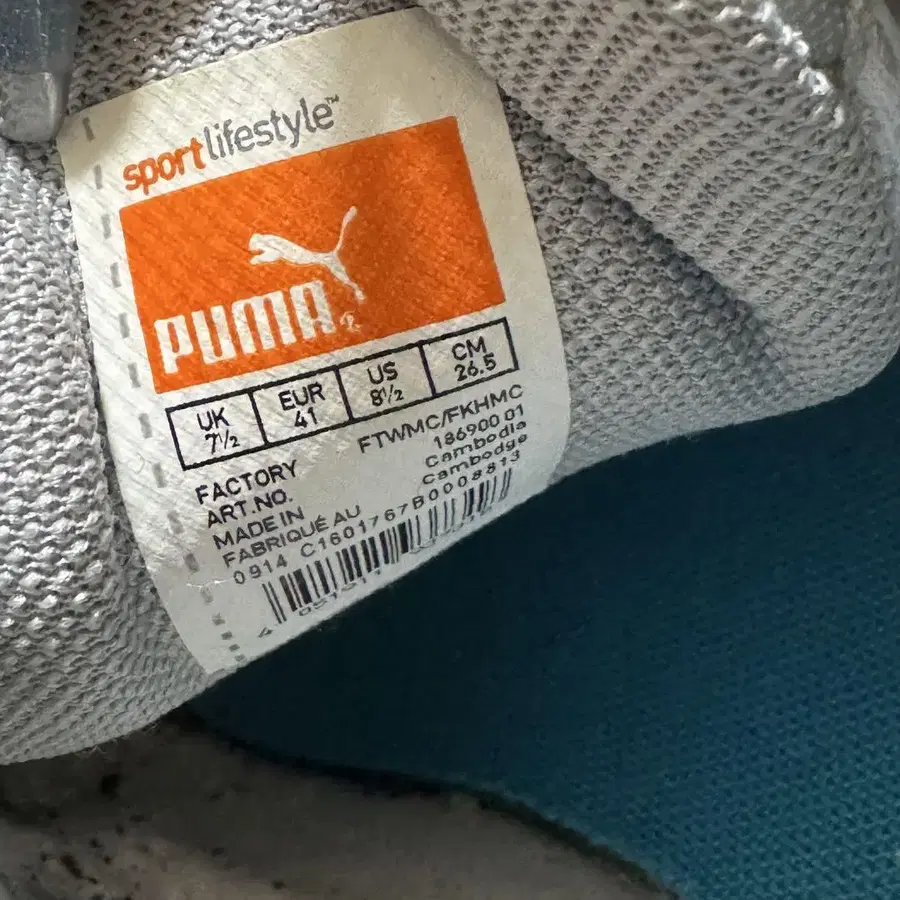 sportlifestyle™
PUMA®
UK EUR US CM
7½ 41 8½ 26.5
FACTORY FTWMC/FKHMC
ART.NO. 186900 01
MADE IN Cambodia
FABRIQUÉ AU Cambodge
0914 C1601767B0008813